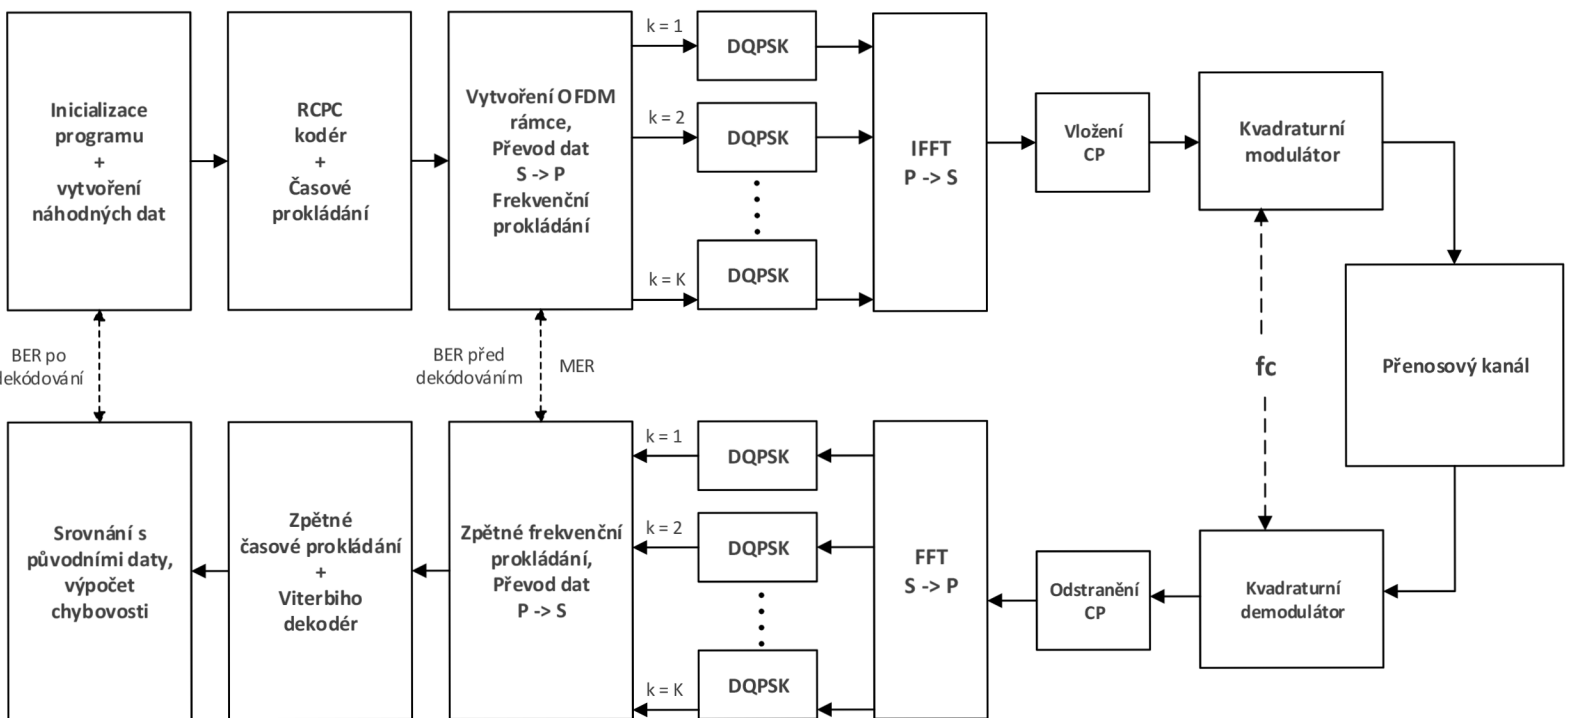 Inicializace
programu
+
vytvoření
náhodných dat
RCPC
kodér
+
Časové
prokládání
Vytvoření OFDM
rámce,
Převod dat
S -> P
Frekvenční
prokládání
k = 1
DQPSK
k = 2
DQPSK
k = K
DQPSK
IFFT
P -> S
Vložení
CP
Kvadraturní
modulátor
BER po
dekódování
BER před
dekódováním
MER
fc
Přenosový kanál
Srovnání s
původními daty,
výpočet
chybovosti
Zpětné
časové prokládání
+
Viterbiho
dekodér
Zpětné frekvenční
prokládání,
Převod dat
P -> S
k = 1
DQPSK
k = 2
DQPSK
k = K
DQPSK
FFT
S -> P
Odstranění
CP
Kvadraturní
demodulátor